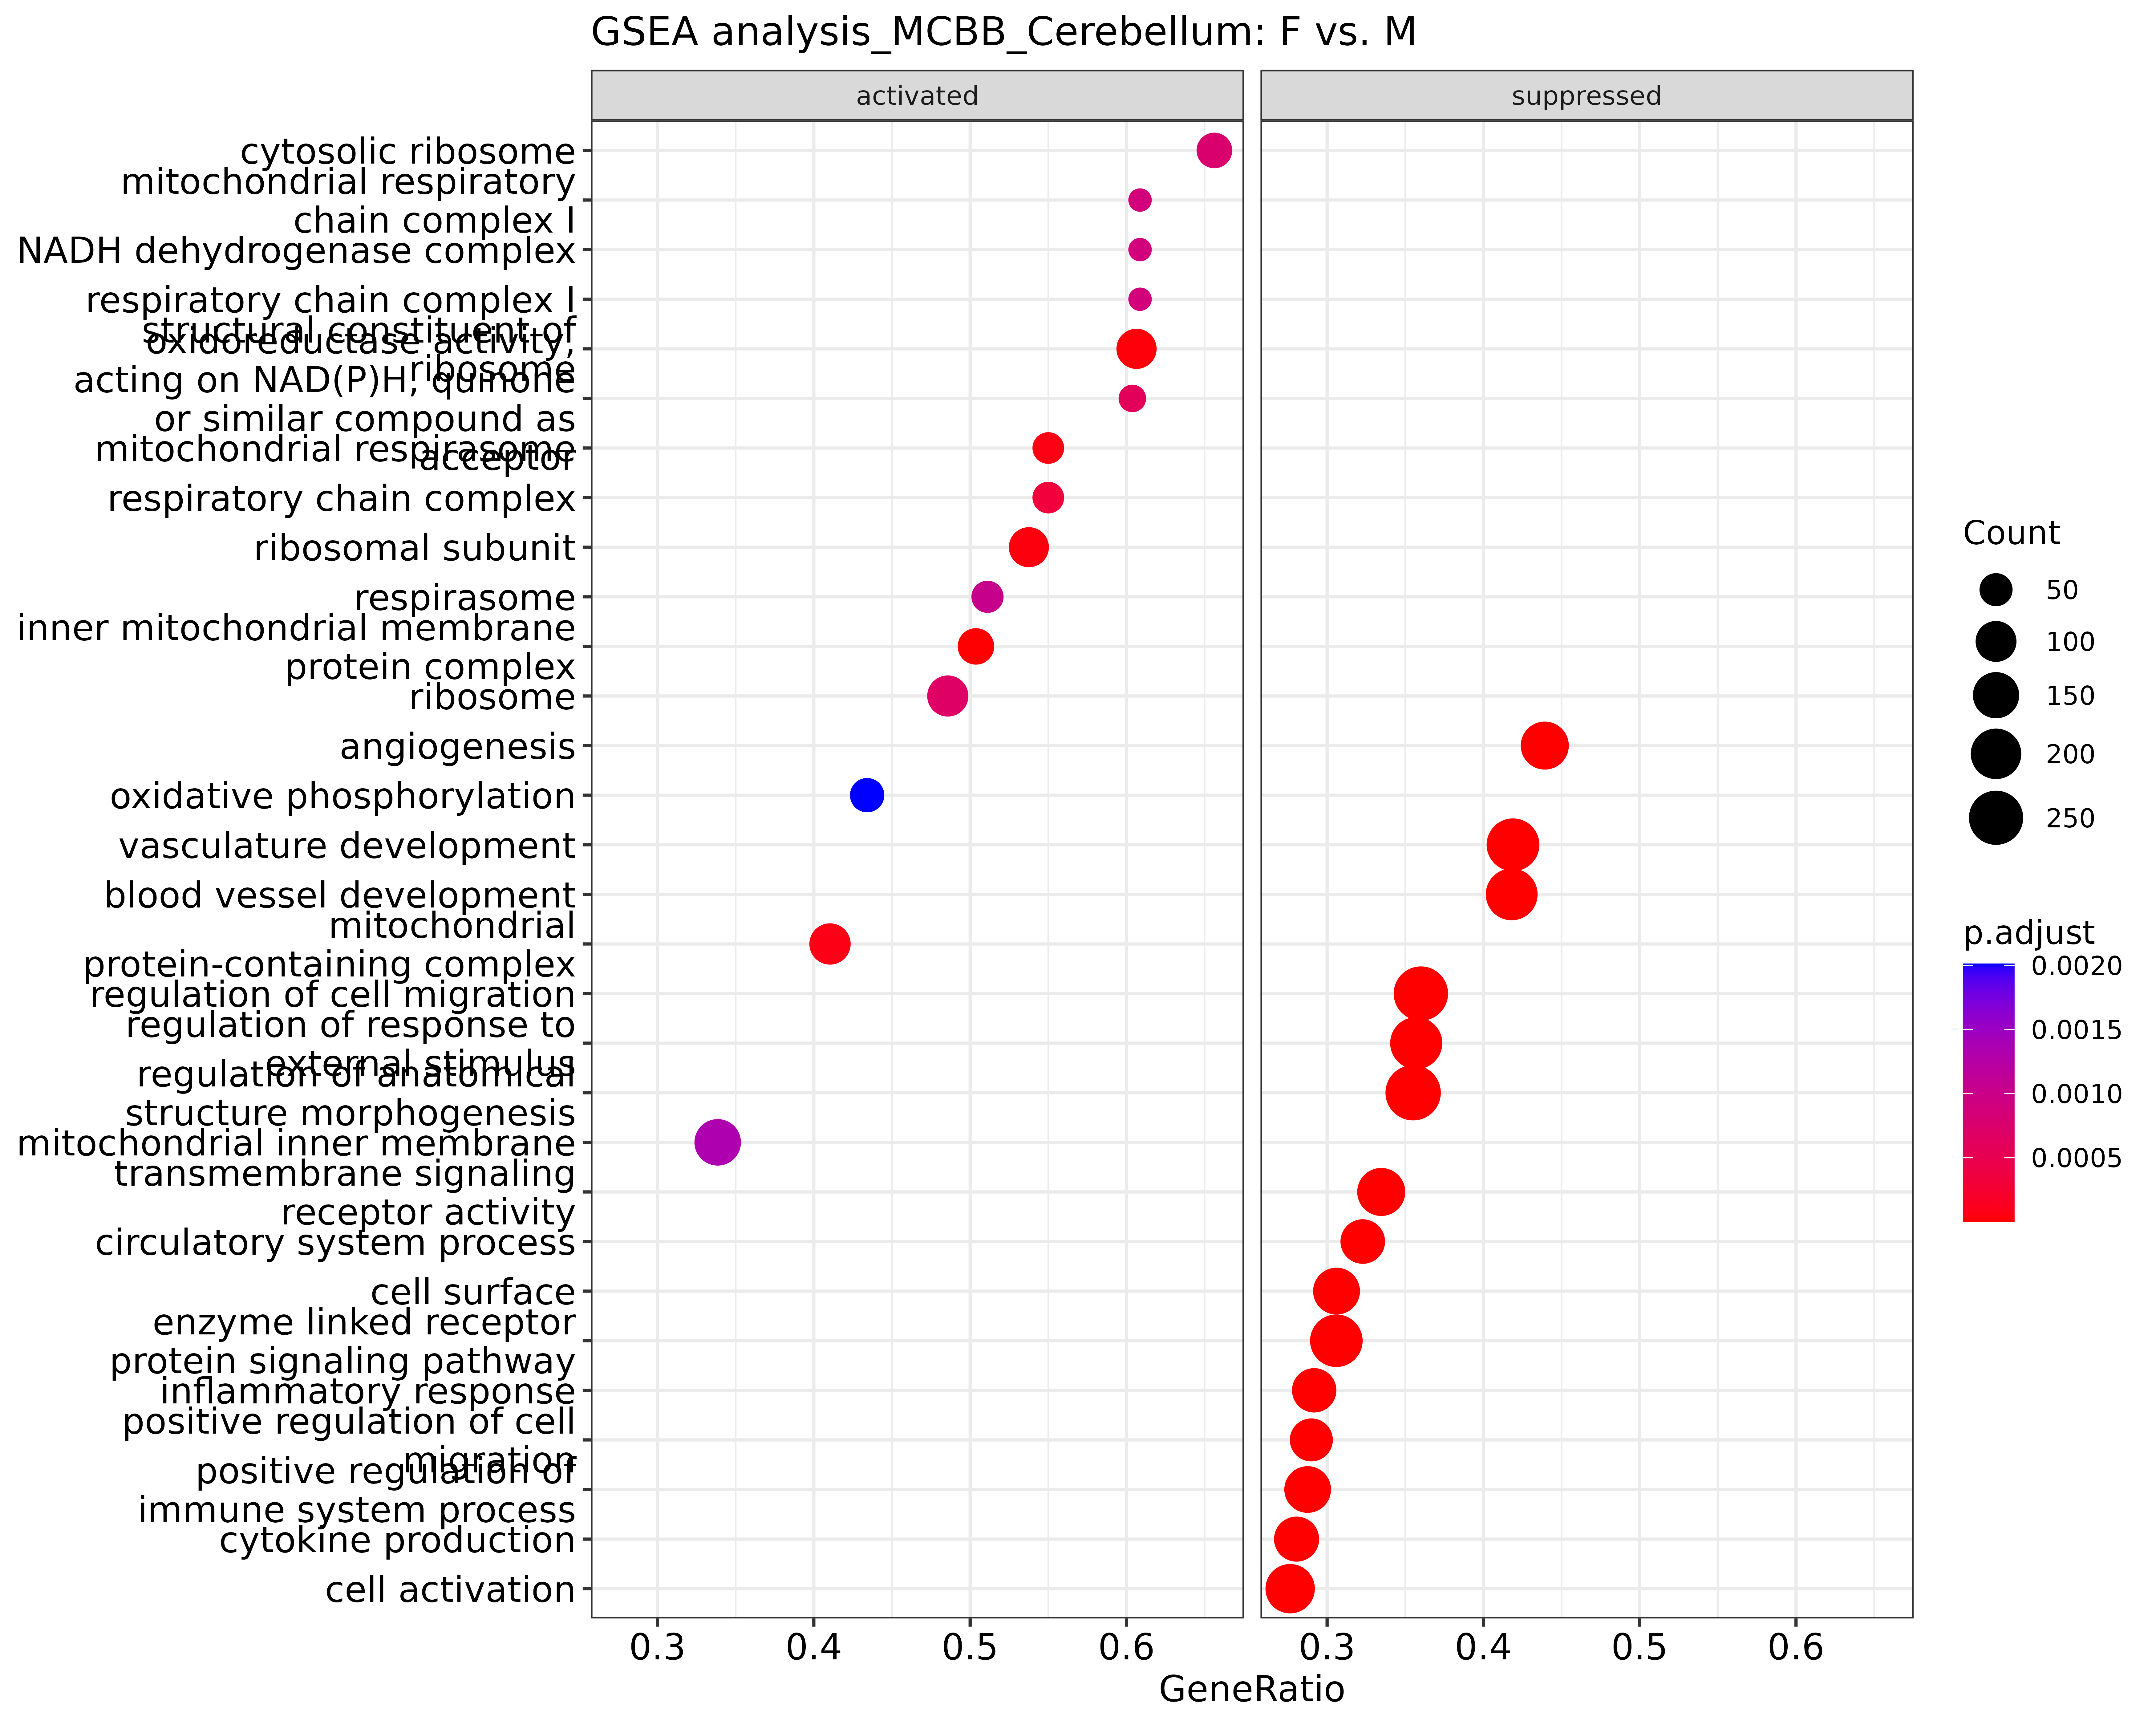 GSEA analysis_MCBB_Cerebellum: F vs. M
activated
suppressed
cytosolic ribosome
mitochondrial respiratory
chain complex I
NADH dehydrogenase complex
respiratory chain complex I
structural constituent of
ribosome
oxidoreductase activity,
acting on NAD(P)H, quinone
or similar compound as
acceptor
mitochondrial respirasome
respiratory chain complex
ribosomal subunit
respirasome
inner mitochondrial membrane
protein complex
ribosome
angiogenesis
oxidative phosphorylation
vasculature development
blood vessel development
mitochondrial
protein-containing complex
regulation of cell migration
regulation of response to
external stimulus
regulation of anatomical
structure morphogenesis
mitochondrial inner membrane
transmembrane signaling
receptor activity
circulatory system process
cell surface
enzyme linked receptor
protein signaling pathway
inflammatory response
positive regulation of cell
migration
positive regulation of
immune system process
cytokine production
cell activation
0.3 0.4 0.5 0.6
0.3 0.4 0.5 0.6
GeneRatio
Count
50
100
150
200
250
p.adjust
0.0020
0.0015
0.0010
0.0005